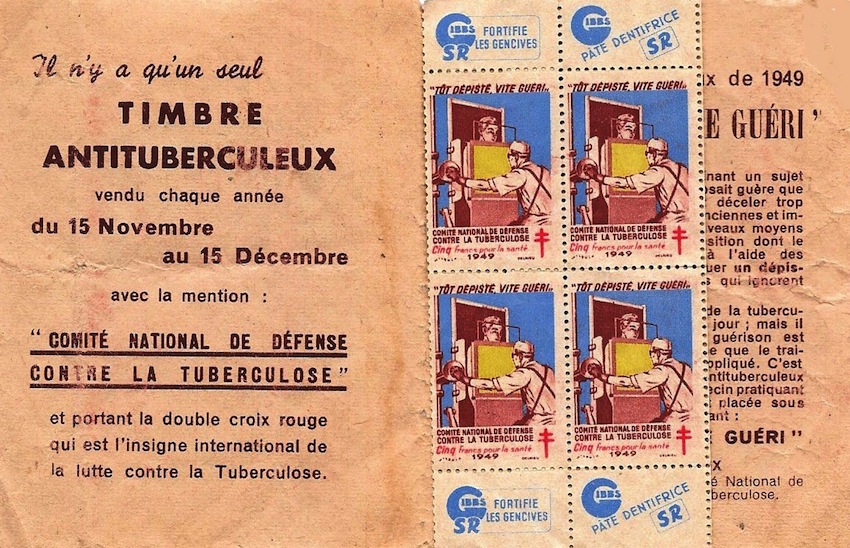 Il n'y a qu'un seul
TIMBRE
ANTITUBERCULEUX
vendu chaque année
du 15 Novembre
au 15 Décembre
avec la mention :
"COMITÉ NATIONAL DE DÉFENSE
CONTRE LA TUBERCULOSE"
et portant la double croix rouge
qui est l'insigne international de
la lutte contre la Tuberculose.
GIBBS
SR
FORTIFIE
LES GENCIVES
GIBBS
PÂTE DENTIFRICE
SR
"TÔT DÉPISTÉ, VITE GUÉRI"
COMITÉ NATIONAL DE DÉFENSE
CONTRE LA TUBERCULOSE
Cinq francs pour la santé
1949
"TÔT DÉPISTÉ, VITE GUÉRI"
COMITÉ NATIONAL DE DÉFENSE
CONTRE LA TUBERCULOSE
Cinq francs pour la santé
1949
"TÔT DÉPISTÉ, VITE GUÉRI"
COMITÉ NATIONAL DE DÉFENSE
CONTRE LA TUBERCULOSE
Cinq francs pour la santé
1949
"TÔT DÉPISTÉ, VITE GUÉRI"
COMITÉ NATIONAL DE DÉFENSE
CONTRE LA TUBERCULOSE
Cinq francs pour la santé
1949
GIBBS
SR
FORTIFIE
LES GENCIVES
GIBBS
PÂTE DENTIFRICE
SR
x de 1949
E GUÉRI"
nant un sujet
sait guère que
déceler trop
ciennes et im-
veaux moyens
sition dont le
à l'aide des
uer un dépis-
s qui ignorent
de la tubercu-
jour ; mais il
guérison est
e que le trai-
ppliqué. C'est
ntituberculeux
ecin pratiquant
placée sous
ant :
GUÉRI"
X
é National de
berculose.